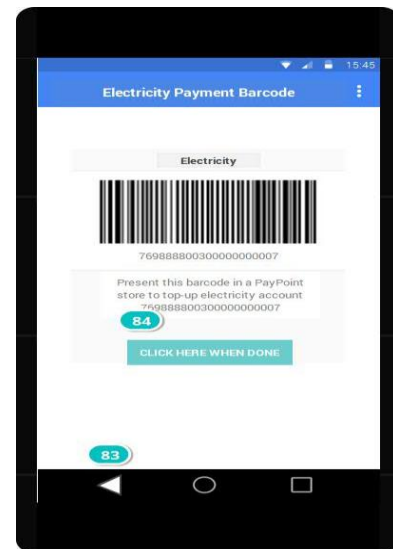 15:45
Electricity Payment Barcode
Electricity
769888800300000000007
Present this barcode in a PayPoint
store to top-up electricity account
769888800300000000007
84
CLICK HERE WHEN DONE
83